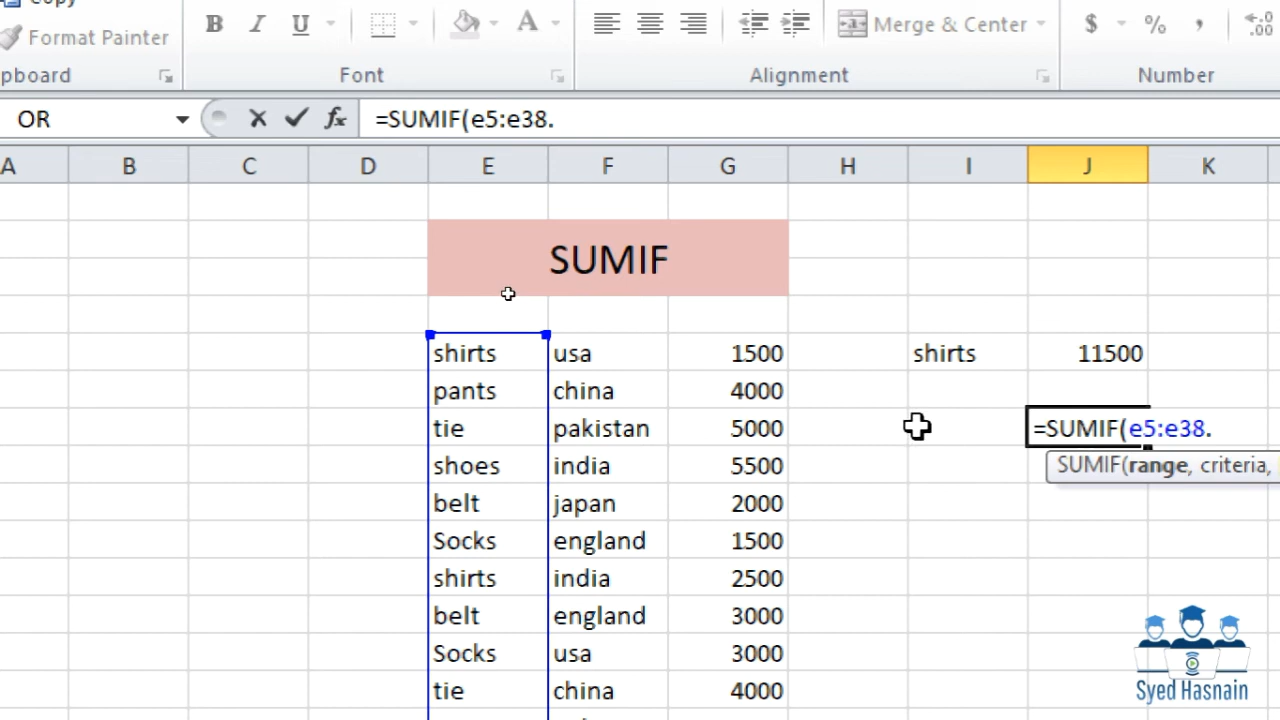 Copy
Format Painter
B I U A
Merge & Center
$ % , .00
pboard Font Alignment Number
OR =SUMIF(e5:e38.
A B C D E F G H I J K
SUMIF
shirts usa 1500 shirts 11500
pants china 4000
tie pakistan 5000 =SUMIF(e5:e38.
shoes india 5500 SUMIF(range, criteria,
belt japan 2000
Socks england 1500
shirts india 2500
belt england 3000
Socks usa 3000
tie china 4000
Syed Hasnain